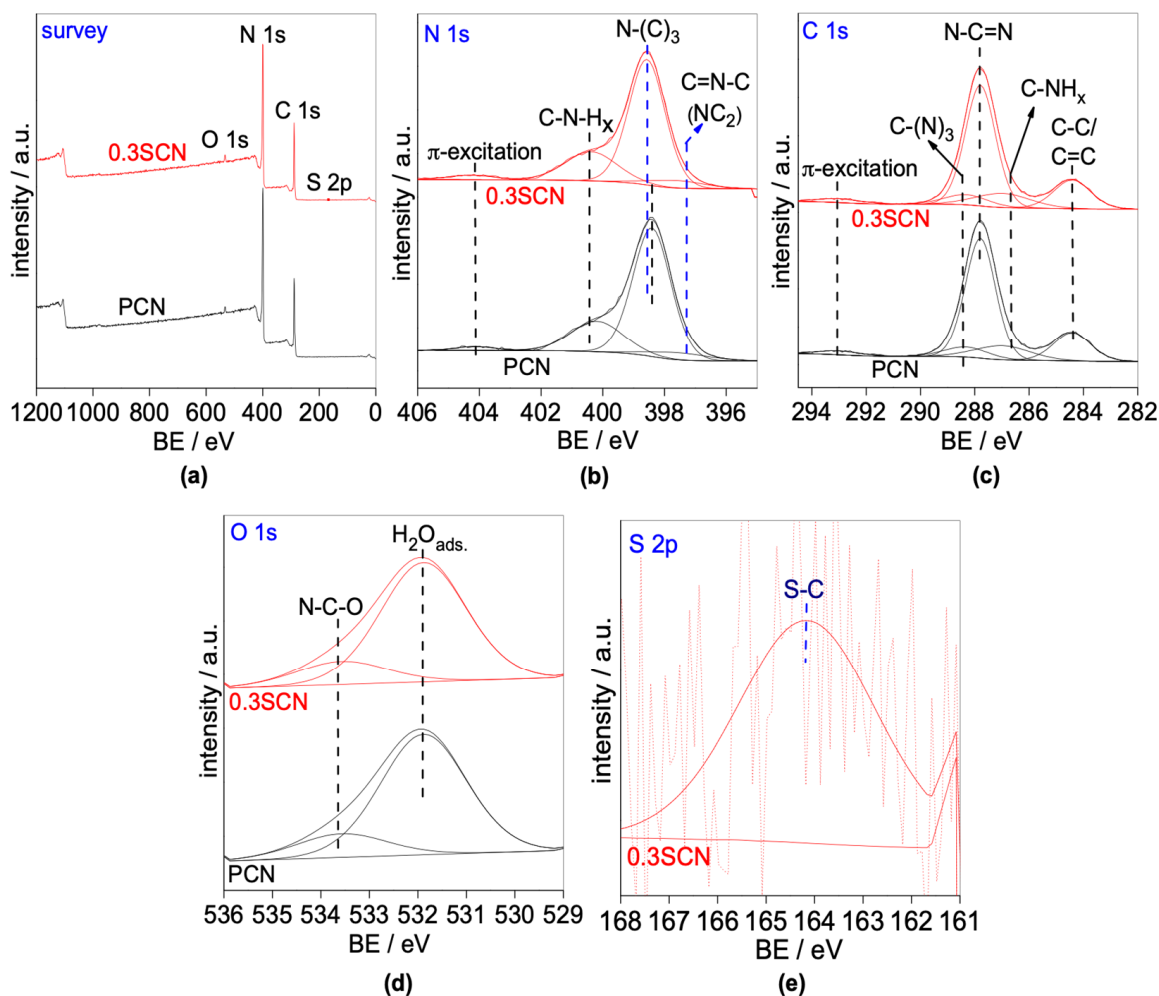 survey
N 1s
C 1s
O 1s
0.3SCN
S 2p
PCN
intensity / a.u.
1200 1000 800 600 400 200 0
BE / eV
(a)
N 1s
N-(C)₃
C=N-C
(NC₂)
C-N-Hₓ
π-excitation
0.3SCN
PCN
intensity / a.u.
406 404 402 400 398 396
BE / eV
(b)
C 1s
N-C=N
C-NHₓ
C-(N)₃
C-C/
C=C
π-excitation
0.3SCN
PCN
intensity / a.u.
294 292 290 288 286 284 282
BE / eV
(c)
O 1s
H₂Oads.
N-C-O
0.3SCN
PCN
intensity / a.u.
536 535 534 533 532 531 530 529
BE / eV
(d)
S 2p
S-C
0.3SCN
intensity / a.u.
168 167 166 165 164 163 162 161
BE / eV
(e)